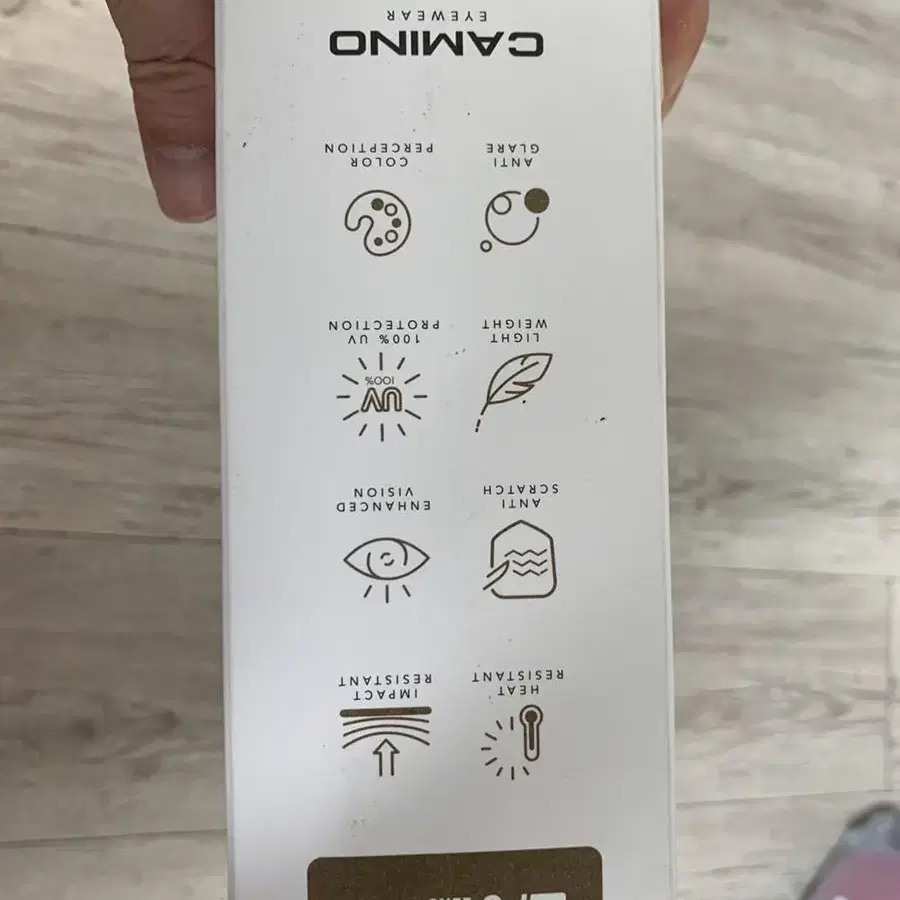 HEAT
RESISTANT
IMPACT
RESISTANT
ANTI
SCRATCH
ENHANCED
VISION
LIGHT
WEIGHT
UV
100%
100% UV
PROTECTION
ANTI
GLARE
COLOR
PERCEPTION
CAMINO
EYEWEAR